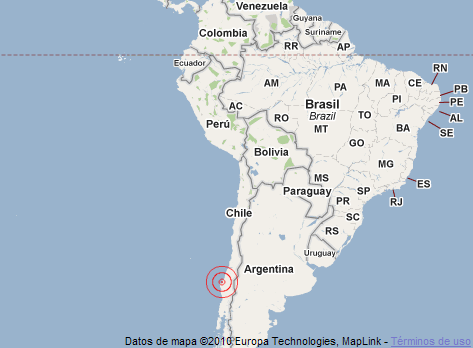 Venezuela
Guyana
Suriname
Colombia
RR
AP
Ecuador
AM
PA
MA
CE
RN
PB
PE
AL
SE
PI
AC
Perú
RO
Brasil
Brazil
TO
MT
BA
Bolivia
GO
MG
ES
MS
Paraguay
SP
RJ
PR
SC
Chile
RS
Uruguay
Argentina
Datos de mapa ©2010 Europa Technologies, MapLink - Términos de uso